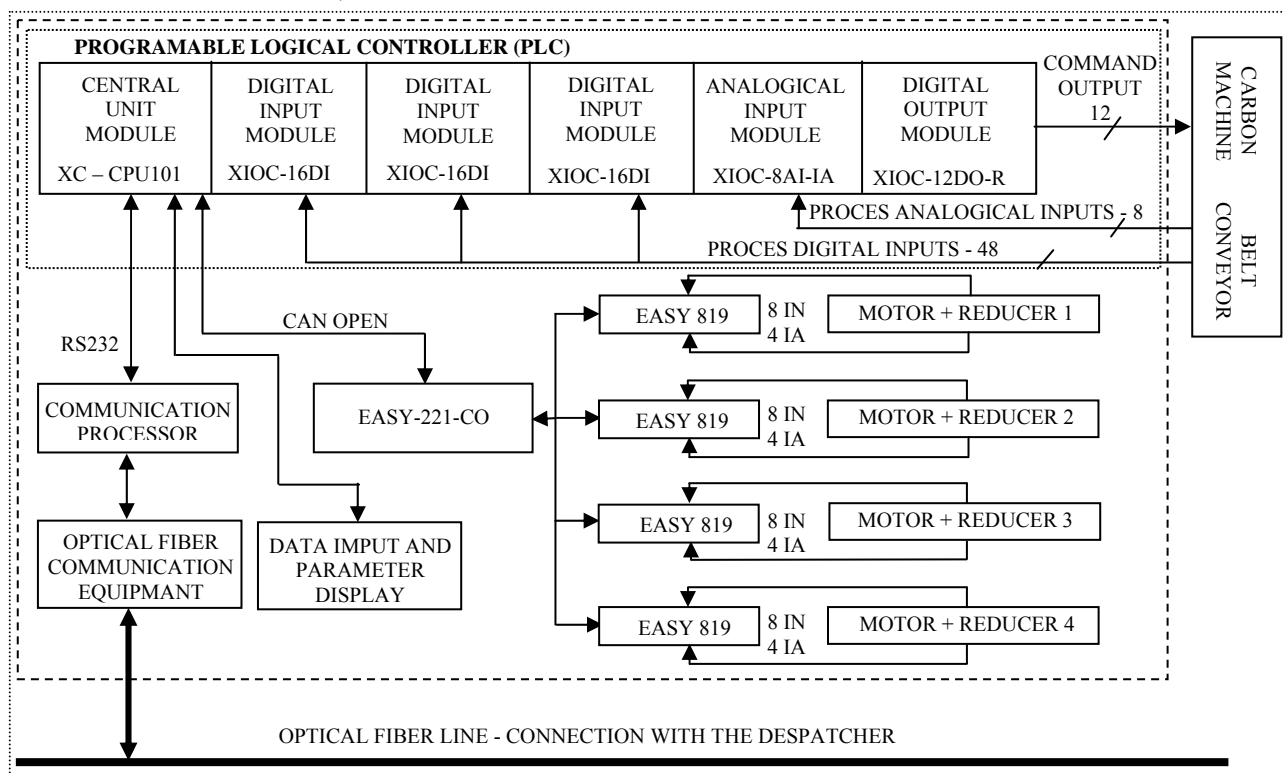 PROGRAMABLE LOGICAL CONTROLLER (PLC)
CENTRAL
UNIT
MODULE
XC – CPU101
DIGITAL
INPUT
MODULE
XIOC-16DI
DIGITAL
INPUT
MODULE
XIOC-16DI
DIGITAL
INPUT
MODULE
XIOC-16DI
ANALOGICAL
INPUT
MODULE
XIOC-8AI-IA
DIGITAL
OUTPUT
MODULE
XIOC-12DO-R
COMMAND
OUTPUT
12
CARBON
MACHINE
BELT
CONVEYOR
PROCES ANALOGICAL INPUTS - 8
PROCES DIGITAL INPUTS - 48
RS232
CAN OPEN
COMMUNICATION
PROCESSOR
EASY-221-CO
OPTICAL FIBER
COMMUNICATION
EQUIPMANT
DATA IMPUT AND
PARAMETER
DISPLAY
EASY 819
8 IN
4 IA
MOTOR + REDUCER 1
EASY 819
8 IN
4 IA
MOTOR + REDUCER 2
EASY 819
8 IN
4 IA
MOTOR + REDUCER 3
EASY 819
8 IN
4 IA
MOTOR + REDUCER 4
OPTICAL FIBER LINE - CONNECTION WITH THE DESPATCHER